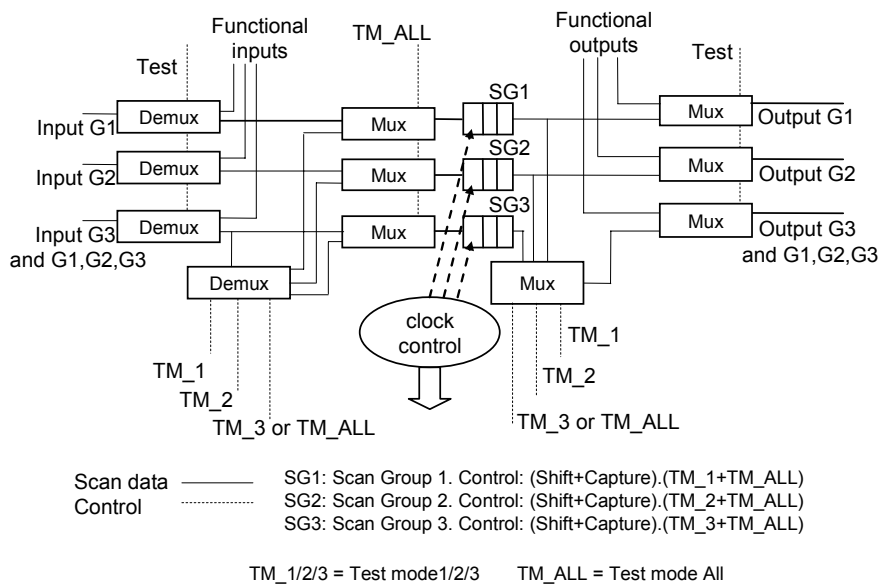 Functional
inputs
TM_ALL
Functional
outputs
Test
Test
SG1
Demux
Mux
Mux
Input G1
Output G1
SG2
Demux
Mux
Mux
Input G2
Output G2
SG3
Demux
Mux
Mux
Input G3
and G1,G2,G3
Output G3
and G1,G2,G3
Demux
Mux
clock
control
TM_1
TM_2
TM_3 or TM_ALL
TM_1
TM_2
TM_3 or TM_ALL
Scan data
Control
SG1: Scan Group 1. Control: (Shift+Capture).(TM_1+TM_ALL)
SG2: Scan Group 2. Control: (Shift+Capture).(TM_2+TM_ALL)
SG3: Scan Group 3. Control: (Shift+Capture).(TM_3+TM_ALL)
TM_1/2/3 = Test mode1/2/3 TM_ALL = Test mode All